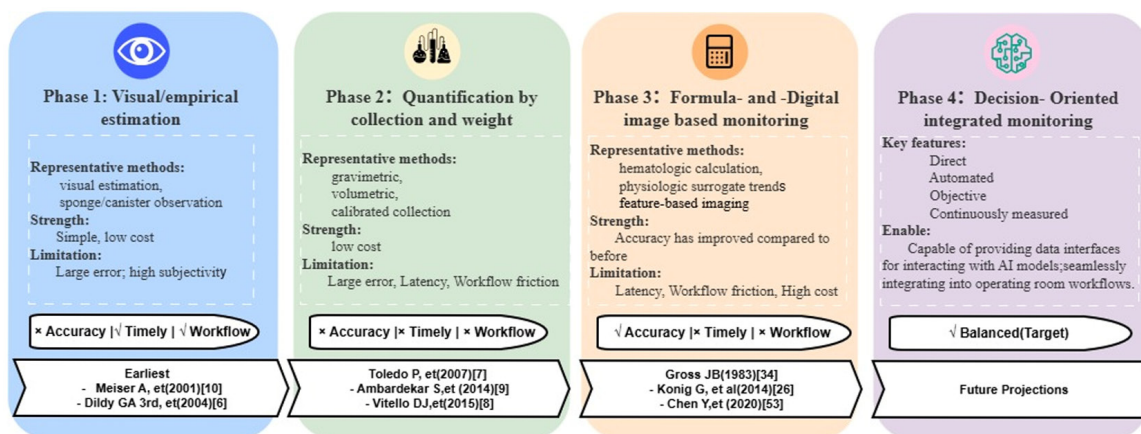 Phase 1: Visual/empirical
estimation
Representative methods:
visual estimation,
sponge/canister observation
Strength:
Simple, low cost
Limitation:
Large error; high subjectivity
× Accuracy |√ Timely | √ Workflow
Earliest
- Meiser A, et(2001)[10]
- Dildy GA 3rd, et(2004)[6]
Phase 2：Quantification by
collection and weight
Representative methods:
gravimetric,
volumetric,
calibrated collection
Strength:
low cost
Limitation:
Large error, Latency, Workflow friction
× Accuracy |× Timely | × Workflow
Toledo P, et(2007)[7]
- Ambardekar S,et (2014)[9]
- Vitello DJ,et(2015)[8]
Phase 3：Formula- and -Digital
image based monitoring
Representative methods:
hematologic calculation,
physiologic surrogate trends
feature-based imaging
Strength:
Accuracy has improved compared to
before
Limitation:
Latency, Workflow friction, High cost
√ Accuracy |× Timely | × Workflow
Gross JB(1983)[34]
- Konig G, et al(2014)[26]
- Chen Y,et (2020)[53]
Phase 4：Decision- Oriented
integrated monitoring
Key features:
Direct
Automated
Objective
Continuously measured
Enable:
Capable of providing data interfaces
for interacting with AI models;seamlessly
integrating into operating room workflows.
√ Balanced(Target)
Future Projections